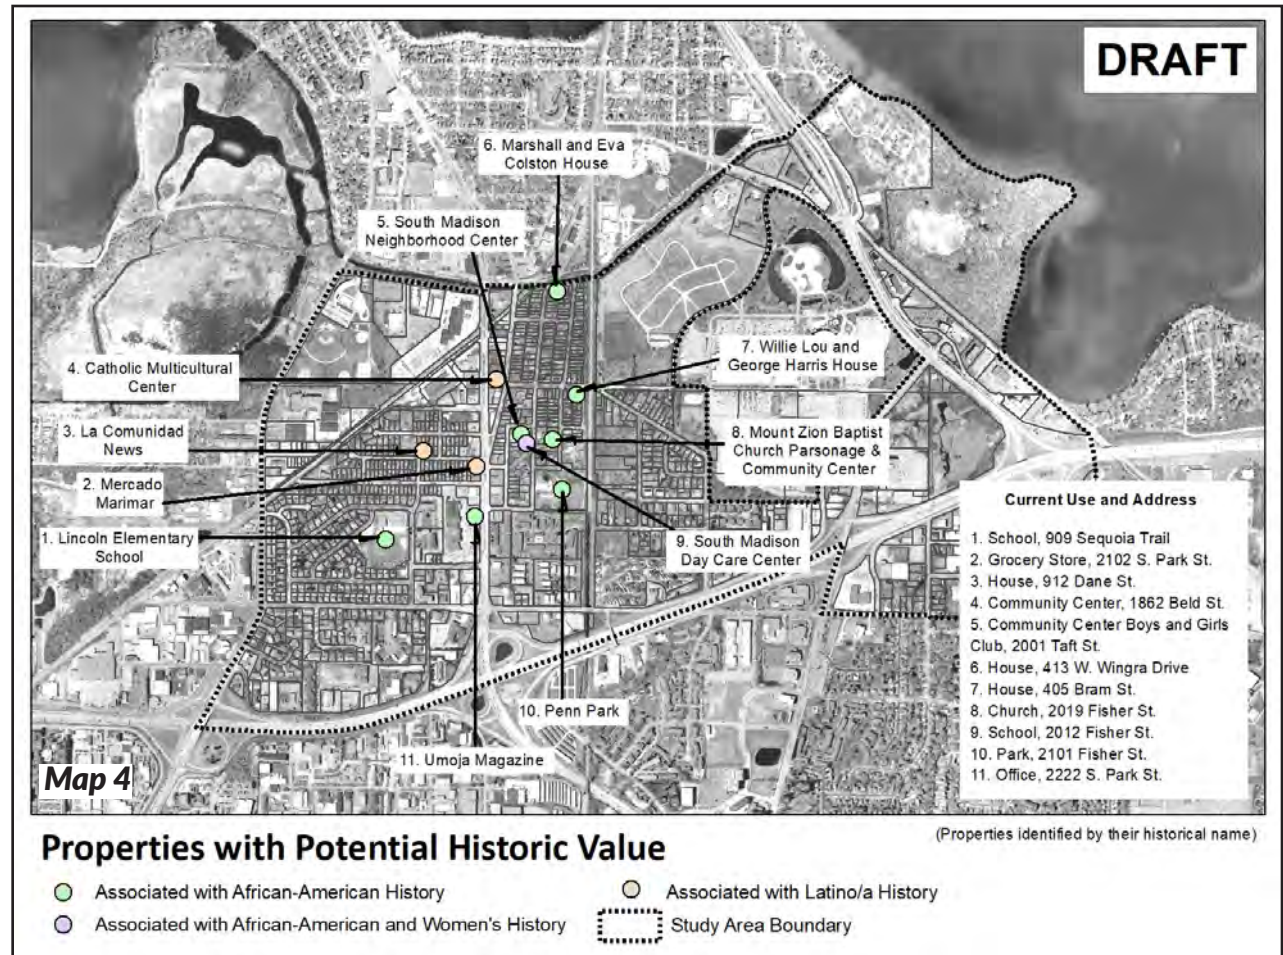 DRAFT
6. Marshall and Eva
Colston House
5. South Madison
Neighborhood Center
7. Willie Lou and
George Harris House
4. Catholic Multicultural
Center
3. La Comunidad
News
8. Mount Zion Baptist
Church Parsonage &
Community Center
2. Mercado
Marimar
1. Lincoln Elementary
School
9. South Madison
Day Care Center
10. Penn Park
11. Umoja Magazine
Current Use and Address
1. School, 909 Sequoia Trail
2. Grocery Store, 2102 S. Park St.
3. House, 912 Dane St.
4. Community Center, 1862 Beld St.
5. Community Center Boys and Girls
Club, 2001 Taft St.
6. House, 413 W. Wingra Drive
7. House, 405 Bram St.
8. Church, 2019 Fisher St.
9. School, 2012 Fisher St.
10. Park, 2101 Fisher St.
11. Office, 2222 S. Park St.
Map 4
(Properties identified by their historical name)
Properties with Potential Historic Value
Associated with African-American History
Associated with Latino/a History
Associated with African-American and Women's History
Study Area Boundary